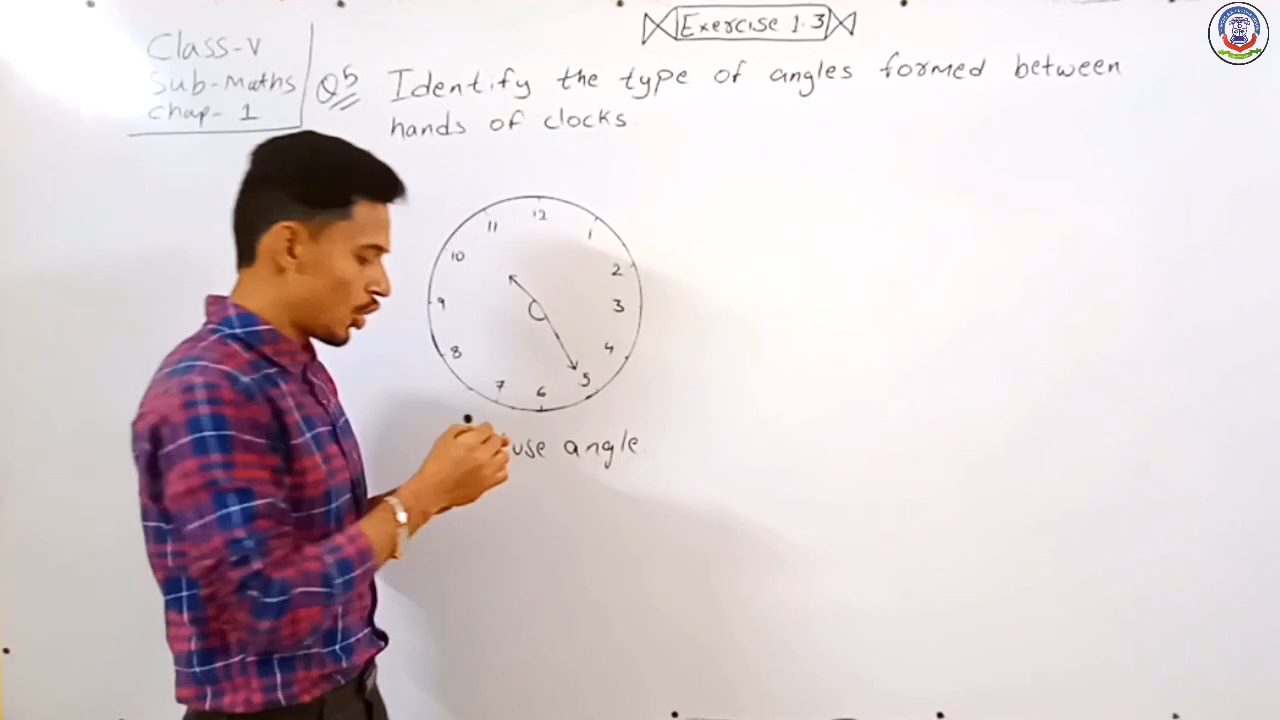 Exercise 1.3
Class-V
Sub-Maths
Chap-1
Q5 Identify the type of angles formed between
hands of clocks.
12
11
1
10
2
9
3
8
4
7
5
6
use angle.